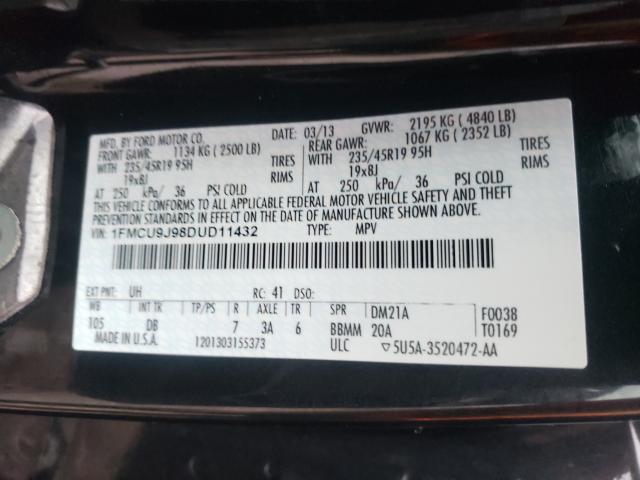 MFD. BY FORD MOTOR CO. DATE: 03/13 GVWR: 2195 KG ( 4840 LB)
FRONT GAWR: 1134 KG ( 2500 LB) REAR GAWR: 1067 KG ( 2352 LB)
WITH 235/45R19 95H TIRES WITH 235/45R19 95H TIRES
19x8J RIMS 19x8J RIMS
AT 250 kPa/ 36 PSI COLD AT 250 kPa/ 36 PSI COLD
THIS VEHICLE CONFORMS TO ALL APPLICABLE FEDERAL MOTOR VEHICLE SAFETY AND THEFT
PREVENTION STANDARDS IN EFFECT ON THE DATE OF MANUFACTURE SHOWN ABOVE.
VIN: 1FMCU9J98DUD11432 TYPE: MPV
EXT PNT: UH RC: 41 DSO:
WB INT TR TP/PS R AXLE TR SPR DM21A F0038
105 DB 7 3A 6 BBMM 20A T0169
MADE IN U.S.A. 1201303155373 ULC ▽5U5A-3520472-AA